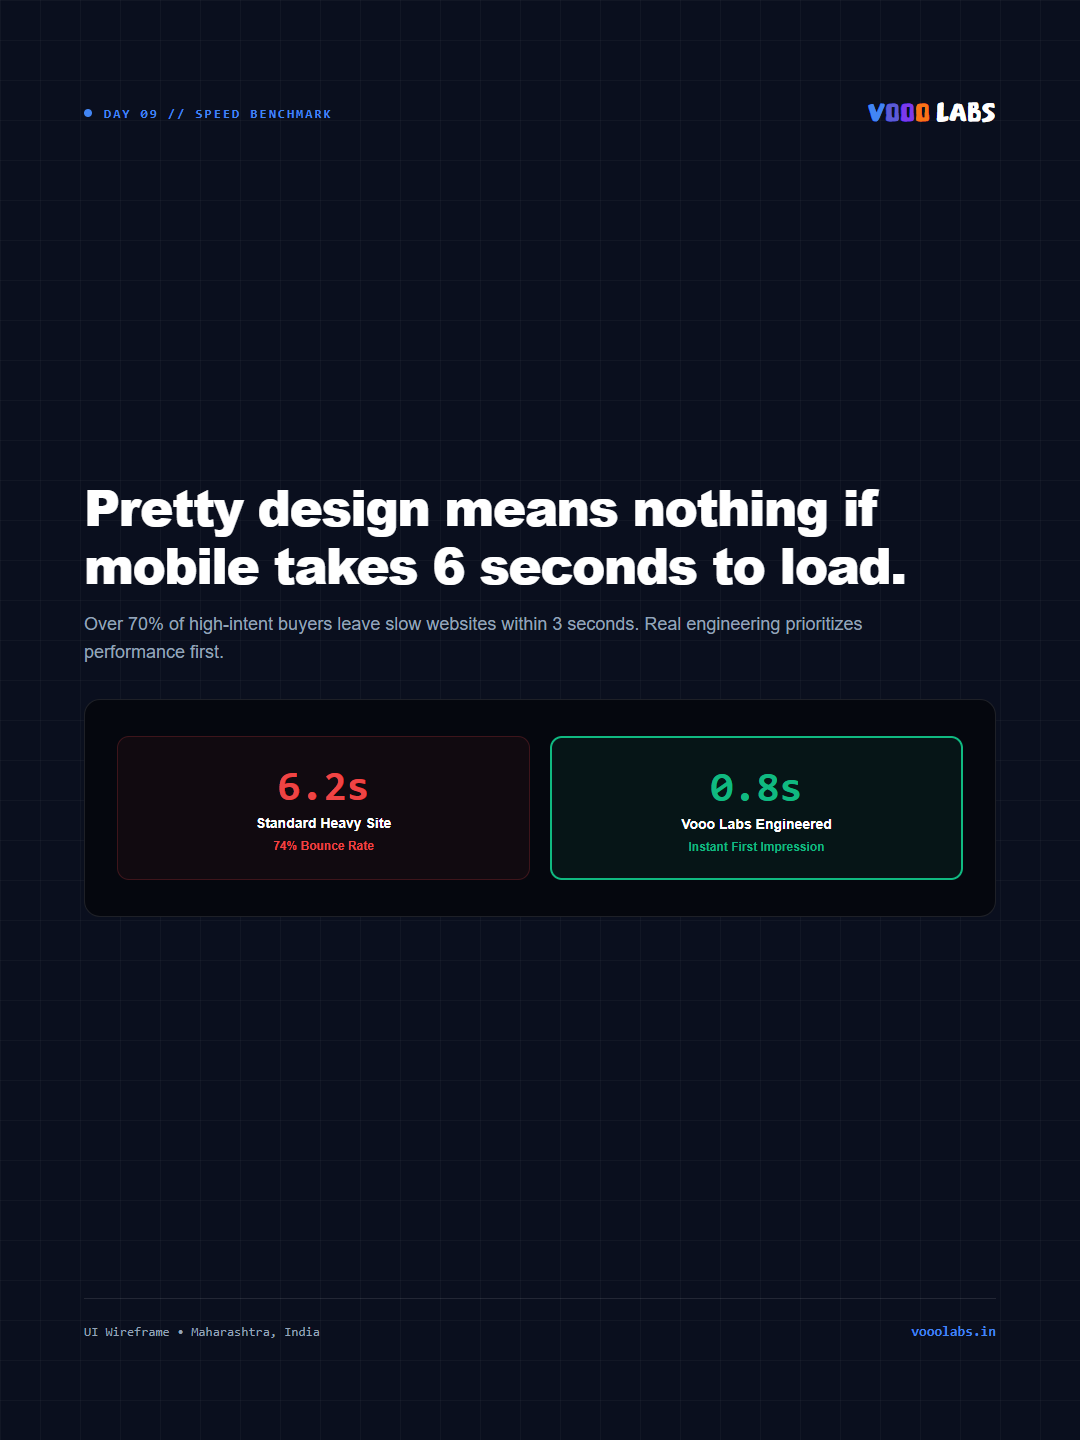 DAY 09 // SPEED BENCHMARK
VOOO LABS
Pretty design means nothing if
mobile takes 6 seconds to load.
Over 70% of high-intent buyers leave slow websites within 3 seconds. Real engineering prioritizes
performance first.
6.2s
Standard Heavy Site
74% Bounce Rate
0.8s
Vooo Labs Engineered
Instant First Impression
UI Wireframe • Maharashtra, India
vooolabs.in